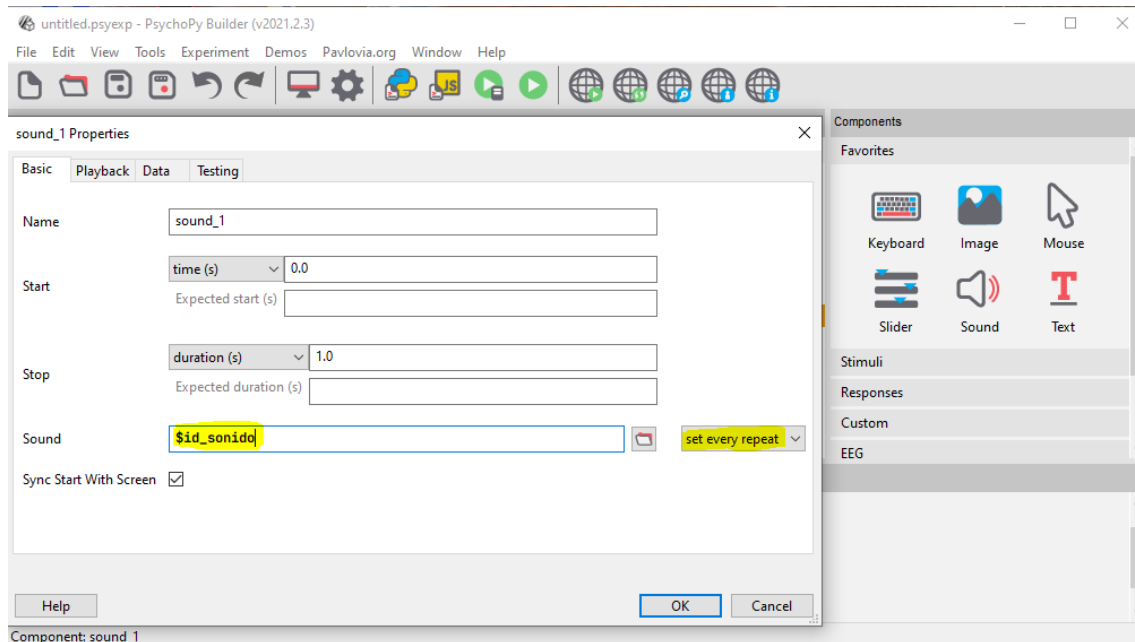 untitled.psyexp - PsychoPy Builder (v2021.2.3)
File Edit View Tools Experiment Demos Pavlovia.org Window Help
JS
sound_1 Properties
Basic Playback Data Testing
Name sound_1
Start time (s) 0.0
Expected start (s)
Stop duration (s) 1.0
Expected duration (s)
Sound $id_sonido set every repeat
Sync Start With Screen
Help OK Cancel
Component: sound_1
Components
Favorites
Keyboard Image Mouse
Slider Sound Text
Stimuli
Responses
Custom
EEG